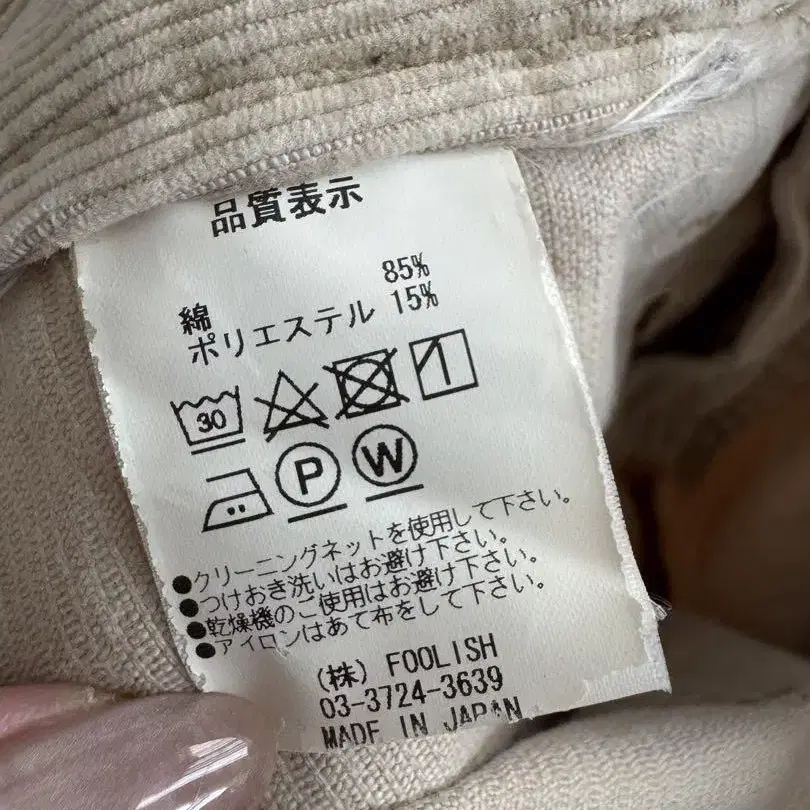 品質表示
綿 85%
ポリエステル 15%
30
P W
●クリーニングネットを使用して下さい。
●つけおき洗いはお避け下さい。
●乾燥機のご使用はお避け下さい。
●アイロンはあて布をして下さい。
(株) FOOLISH
03-3724-3639
MADE IN JAPAN